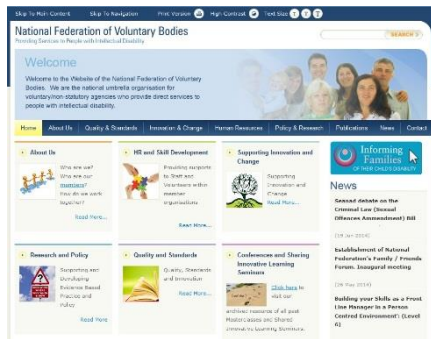 Skip To Main Content Skip To Navigation Print Version High Contrast Text Size T T T
National Federation of Voluntary Bodies
Providing Services to People with Intellectual Disability
SEARCH
Welcome
Welcome to the Website of the National Federation of Voluntary
Bodies. We are the national umbrella organisation for
voluntary/non-statutory agencies who provide direct services to
people with intellectual disability.
Home About Us Quality & Standards Innovation & Change Human Resources Policy & Research Publications News Contact
About Us
Who are we?
Who are our
members?
How do we work
together?
Read More...
HR and Skill Development
Providing supports
to Staff and
Volunteers within
member
organisations
Read More...
Supporting Innovation and
Change
Supporting
Innovation and
Change
Read More...
Informing
Families
OF THEIR CHILD'S DISABILITY
News
Seanad debate on the
Criminal Law (Sexual
Offences Ammendment) Bill
Establishment of National
Federation's Family / Friends
Forum. Inaugural meeting
Building your Skills as a Front
Line Manager in a Person
Centred Environment': (Level
6)
Research and Policy
Supporting and
Developing
Evidence Based
Practice and
Policy
Read More
Quality and Standards
Quality, Standards
and Innovation
Read More...
Conferences and Sharing
Innovative Learning
Seminars
Click here to
visit our
archived resource of all past
Masterclasses and Shared
Innovative Learning Seminars.